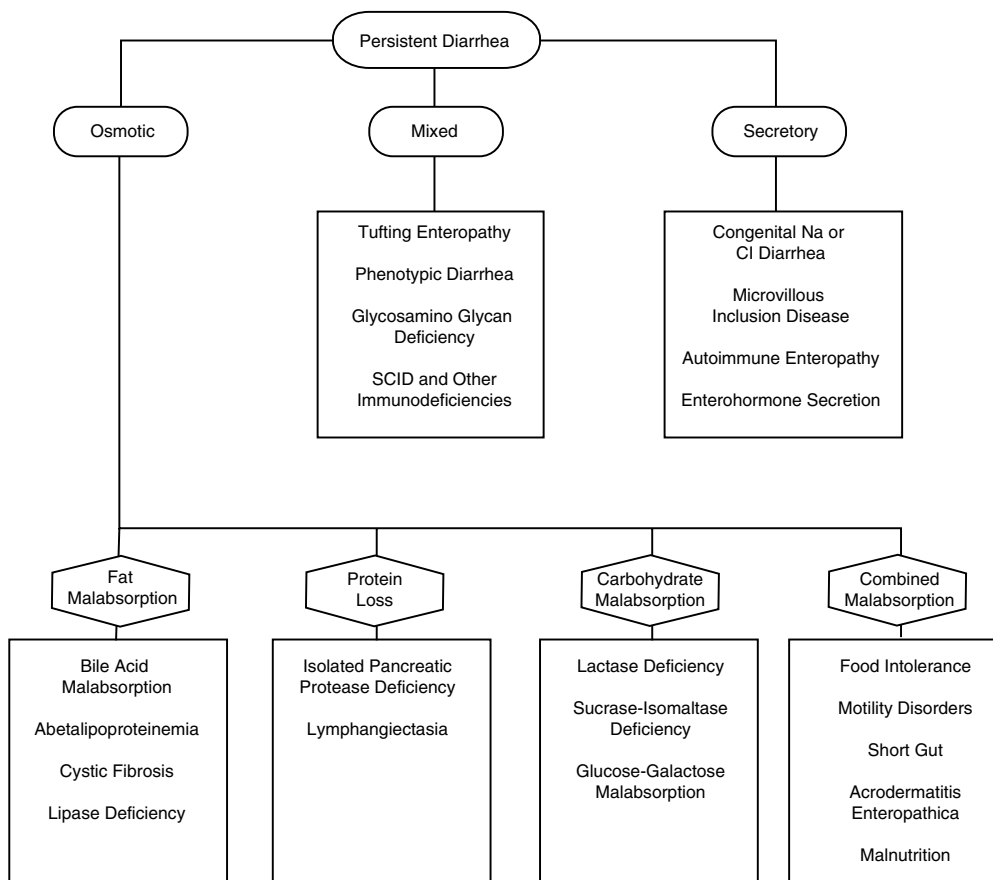 Persistent Diarrhea
Osmotic
Mixed
Secretory
Tufting Enteropathy
Phenotypic Diarrhea
Glycosamino Glycan
Deficiency
SCID and Other
Immunodeficiencies
Congenital Na or
Cl Diarrhea
Microvillous
Inclusion Disease
Autoimmune Enteropathy
Enterohormone Secretion
Fat
Malabsorption
Protein
Loss
Carbohydrate
Malabsorption
Combined
Malabsorption
Bile Acid
Malabsorption
Abetalipoproteinemia
Cystic Fibrosis
Lipase Deficiency
Isolated Pancreatic
Protease Deficiency
Lymphangiectasia
Lactase Deficiency
Sucrase-Isomaltase
Deficiency
Glucose-Galactose
Malabsorption
Food Intolerance
Motility Disorders
Short Gut
Acrodermatitis
Enteropathica
Malnutrition